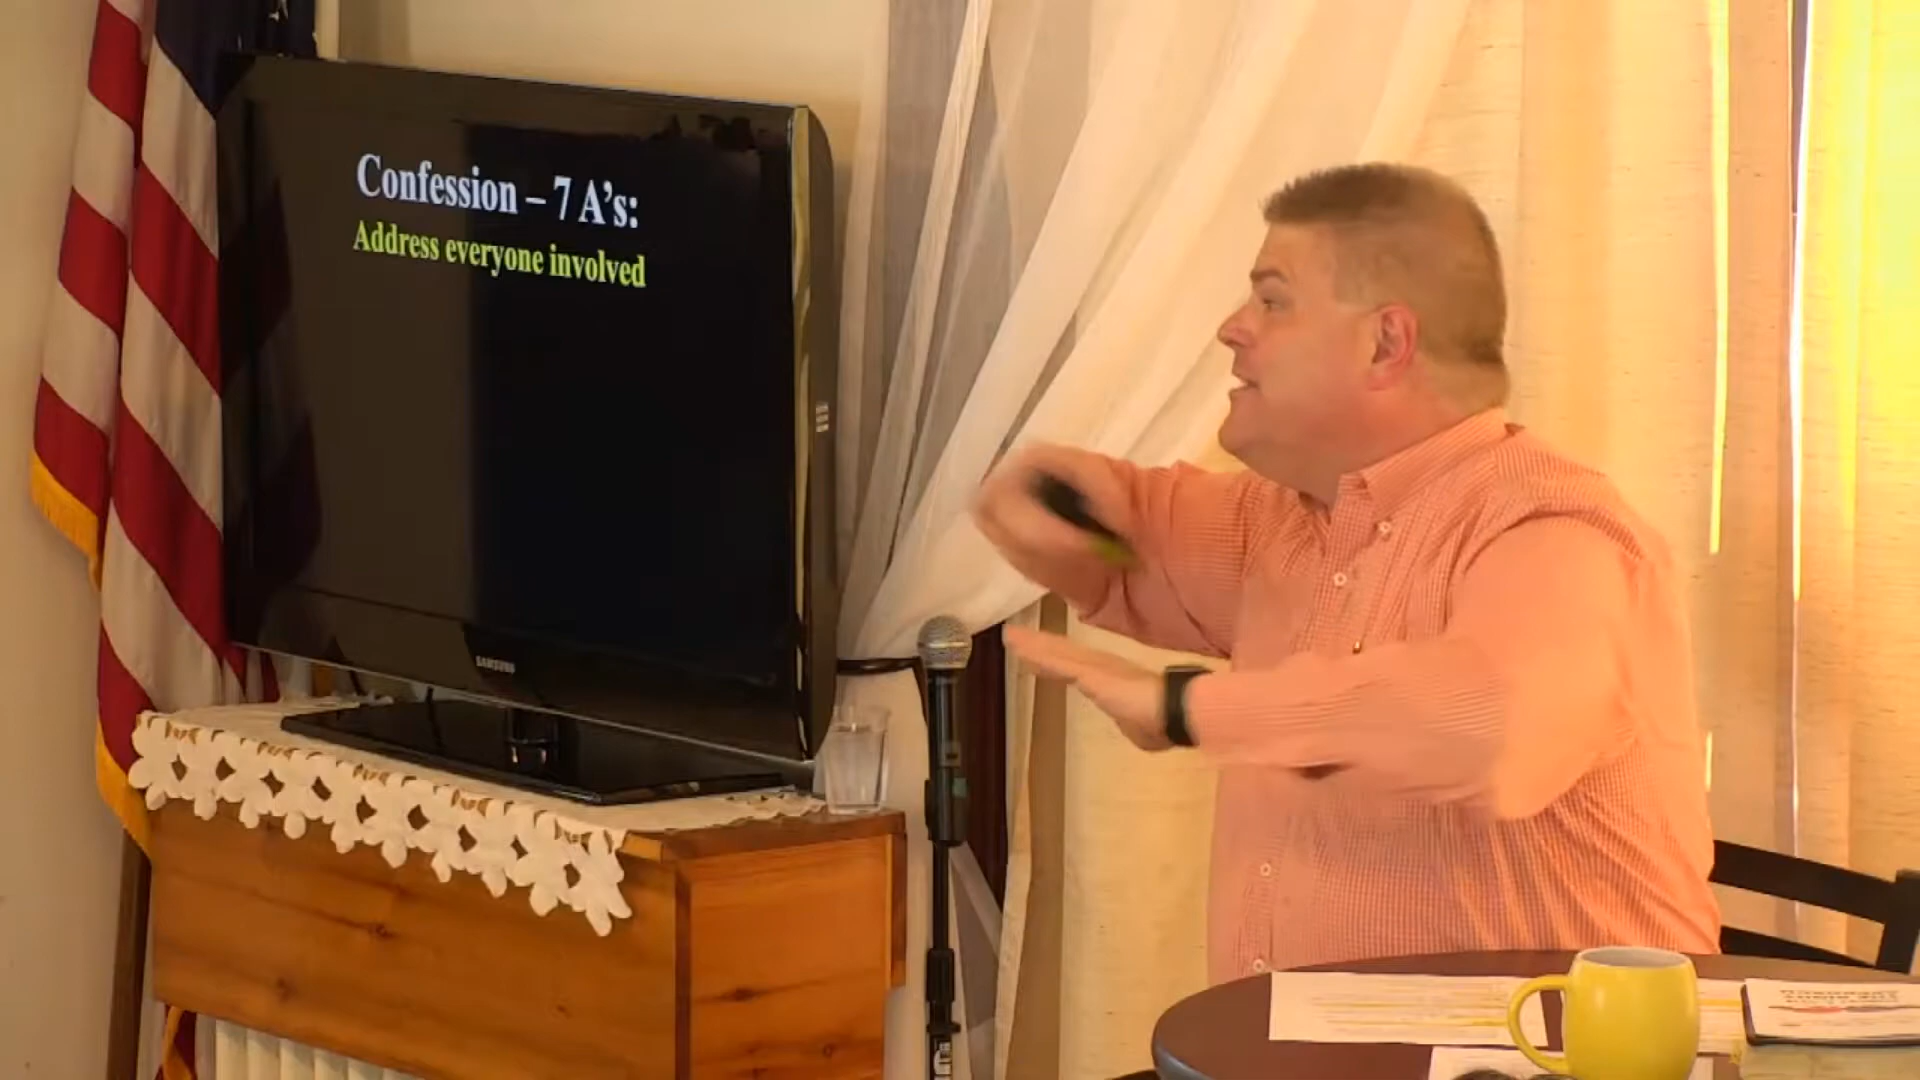 Confession – 7 A's:
Address everyone involved
SAMSUNG